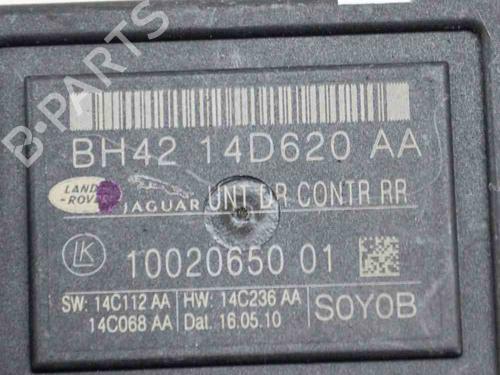 B-PARTS
BH42 14D620 AA
LAND-ROVER JAGUAR UNT DR CONTR RR
LK 10020650 01
SW: 14C112 AA HW: 14C236 AA
14C068 AA Dat. 16.05.10 SOYOB